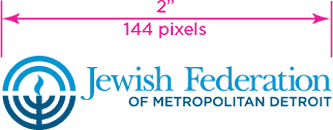 2”
144 pixels
Jewish Federation
OF METROPOLITAN DETROIT